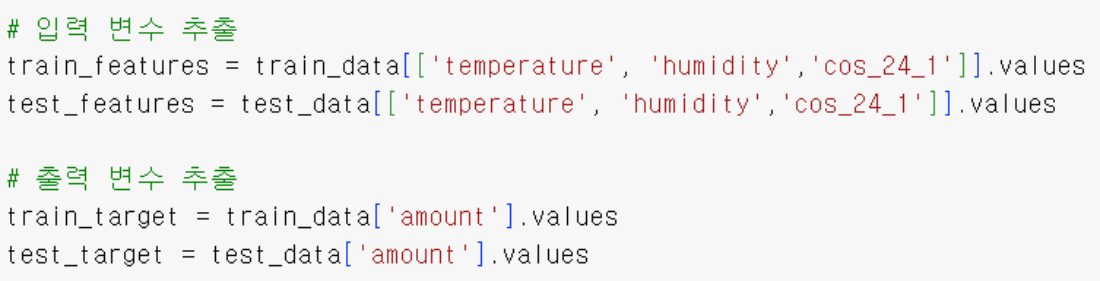 # 입력 변수 추출
train_features = train_data[['temperature', 'humidity','cos_24_1']].values
test_features = test_data[['temperature', 'humidity','cos_24_1']].values
# 출력 변수 추출
train_target = train_data['amount'].values
test_target = test_data['amount'].values